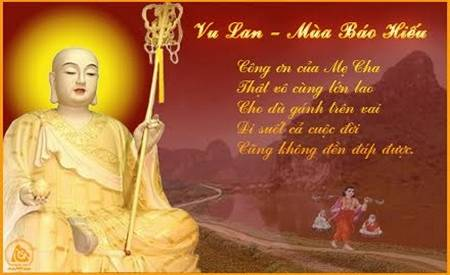 Vu Lan - Mùa Báo Hiếu
Công ơn của Mẹ Cha
Thật vô cùng lớn lao
Cho dù gánh trên vai
Đi suốt cả cuộc đời
Cũng không đền đáp được.